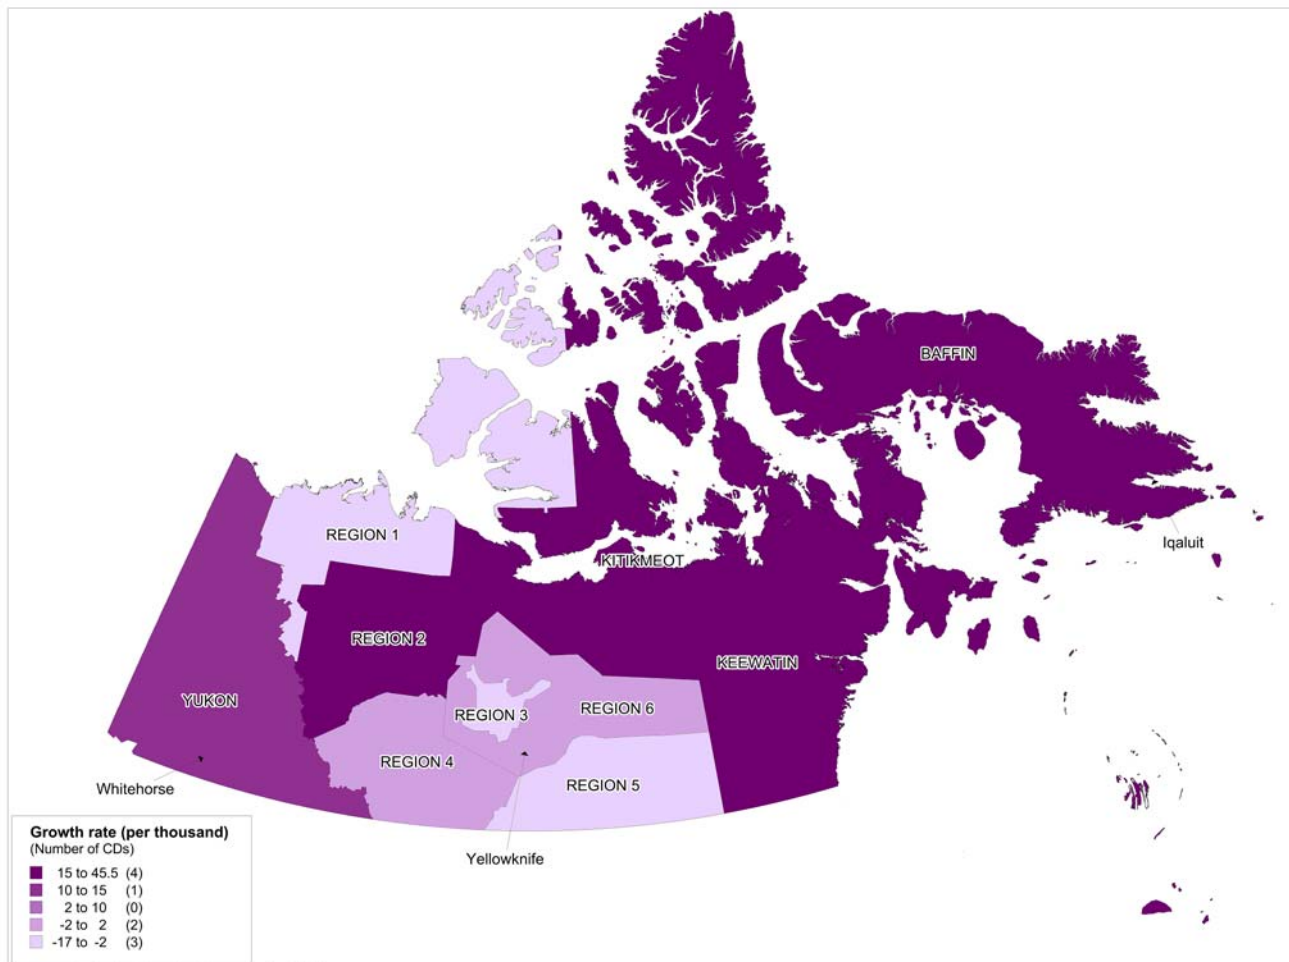 BAFFIN
Iqaluit
REGION 1
KITIKMEOT
REGION 2
KEEWATIN
YUKON
REGION 3
REGION 6
REGION 4
REGION 5
Whitehorse
Yellowknife
Growth rate (per thousand)
(Number of CDs)
15 to 45.5 (4)
10 to 15 (1)
2 to 10 (0)
-2 to 2 (2)
-17 to -2 (3)